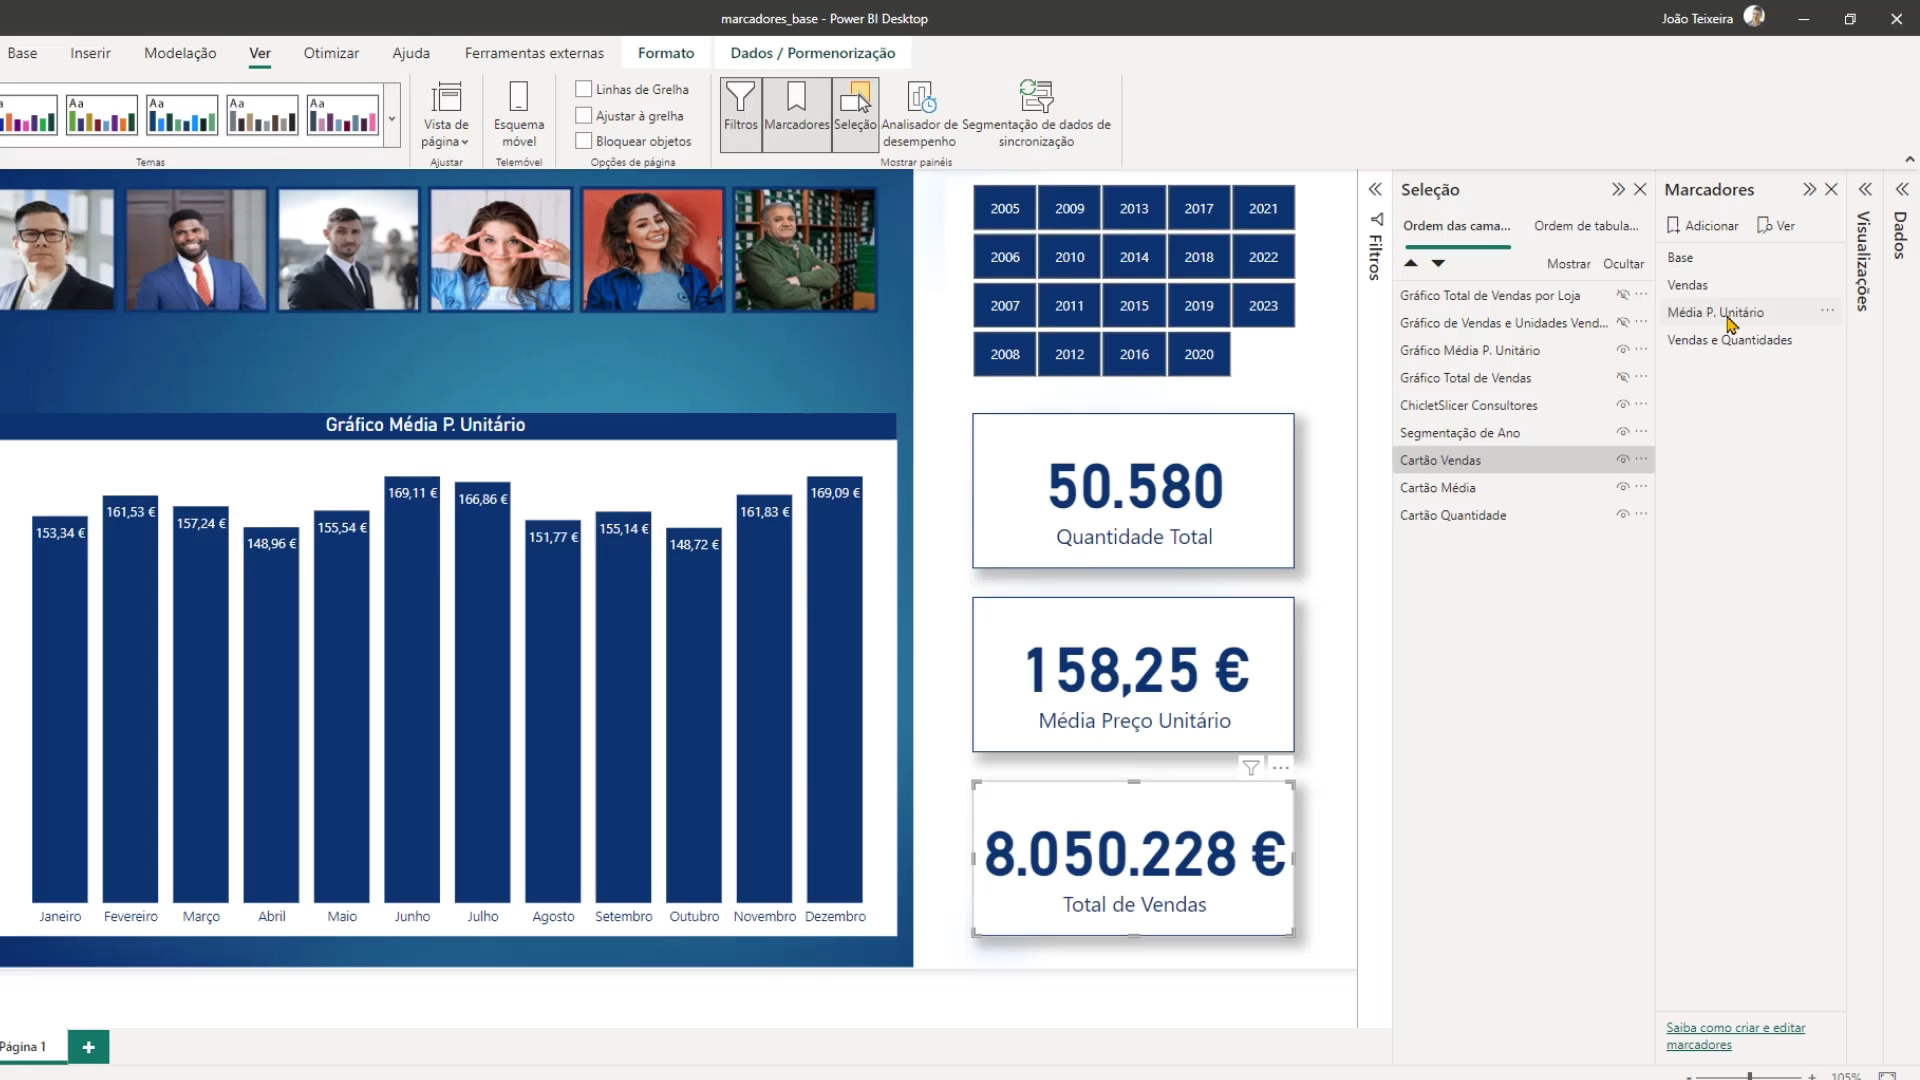 marcadores_base - Power BI Desktop
João Teixeira
Base
Inserir
Modelação
Ver
Otimizar
Ajuda
Ferramentas externas
Formato
Dados / Pormenorização
Aa
Aa
Aa
Aa
Vista de
página
Esquema
móvel
Linhas de Grelha
Ajustar à grelha
Bloquear objetos
Filtros
Marcadores
Seleção
Analisador de
desempenho
Segmentação de dados de
sincronização
Temas
Ajustar
Telemóvel
Opções de página
Mostrar painéis
2005 2009 2013 2017 2021
2006 2010 2014 2018 2022
2007 2011 2015 2019 2023
2008 2012 2016 2020
Gráfico Média P. Unitário
153,34 €
161,53 €
157,24 €
148,96 €
155,54 €
169,11 €
166,86 €
151,77 €
155,14 €
148,72 €
161,83 €
169,09 €
Janeiro Fevereiro Março Abril Maio Junho Julho Agosto Setembro Outubro Novembro Dezembro
50.580
Quantidade Total
158,25 €
Média Preço Unitário
8.050.228 €
Total de Vendas
Filtros
Seleção
Ordem das cama...
Ordem de tabula...
Mostrar
Ocultar
Gráfico Total de Vendas por Loja
Gráfico de Vendas e Unidades Vend...
Gráfico Média P. Unitário
Gráfico Total de Vendas
ChicletSlicer Consultores
Segmentação de Ano
Cartão Vendas
Cartão Média
Cartão Quantidade
Marcadores
Adicionar
Ver
Base
Vendas
Média P. Unitário
Vendas e Quantidades
Saiba como criar e editar
marcadores
Visualizações
Dados
Página 1
105%